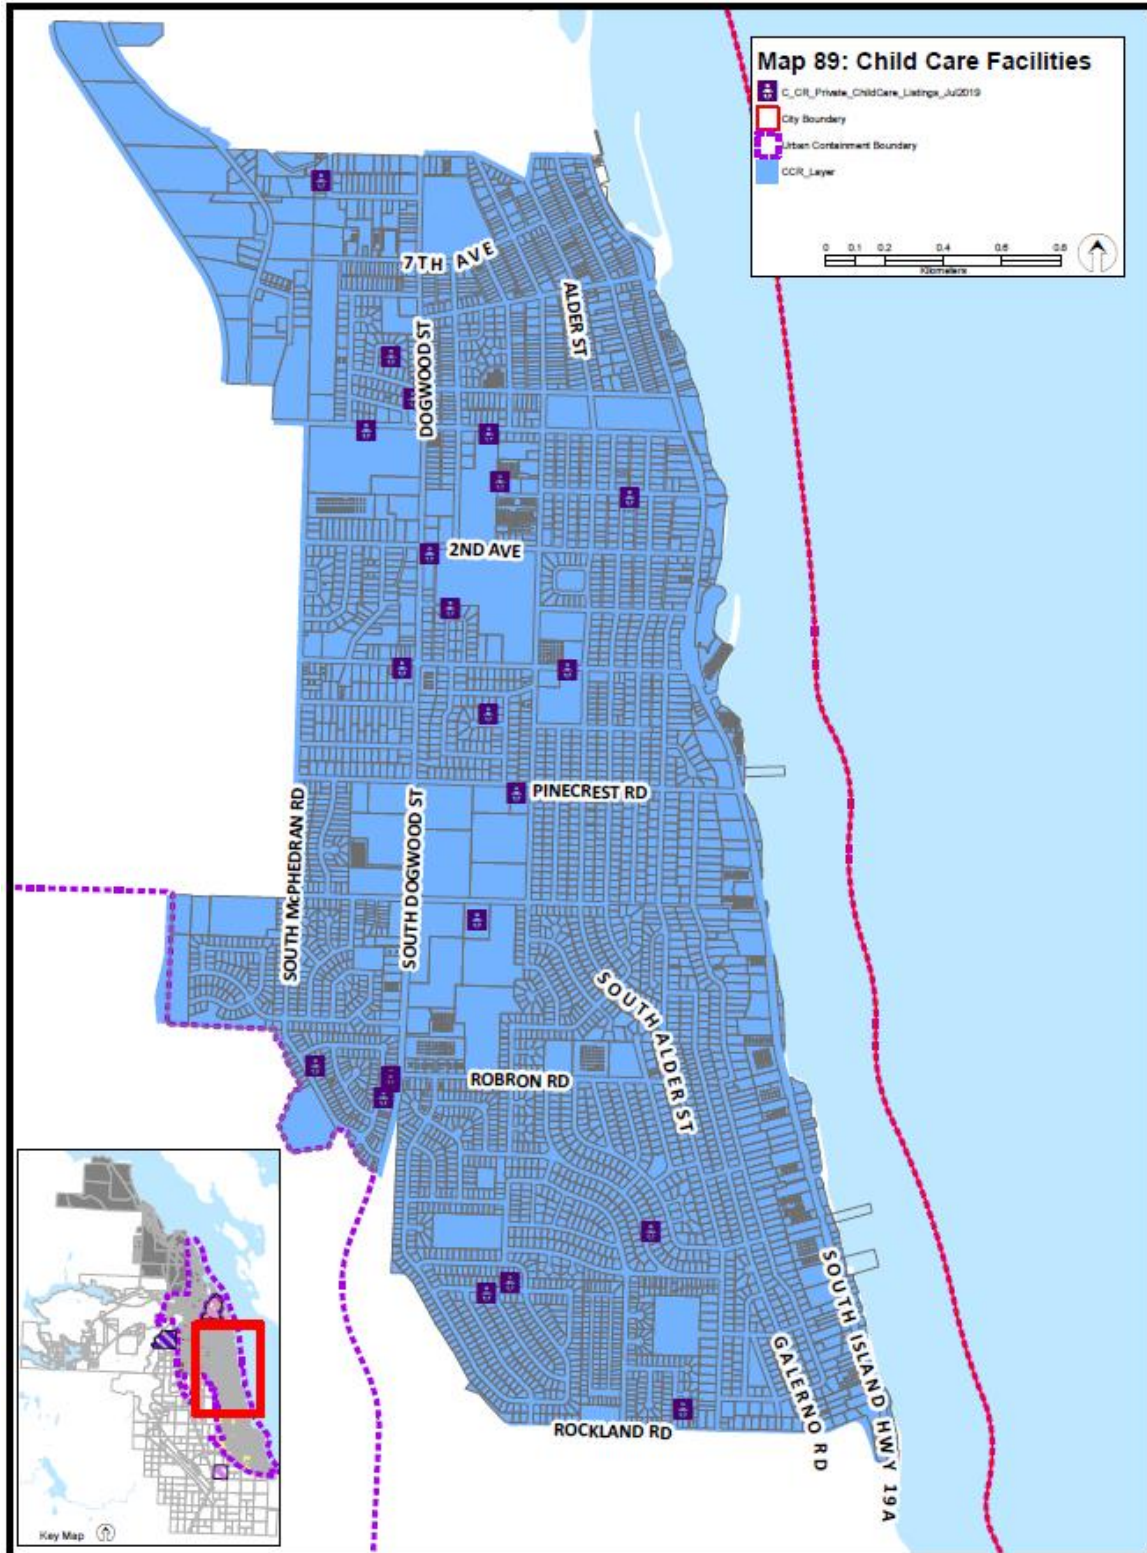 Map 89: Child Care Facilities
C_CR_Private_ChildCare_Listings_Jul2019
City Boundary
Urban Containment Boundary
CCR_Layer
0 0.1 0.2 0.4 0.6 0.8
Kilometers
7TH AVE
ALDER ST
DOGWOOD ST
2ND AVE
PINECREST RD
SOUTH McPHEDRAN RD
SOUTH DOGWOOD ST
SOUTH ALDER ST
ROBRON RD
SOUTH ISLAND HWY 19A
GALERNO RD
ROCKLAND RD
Key Map